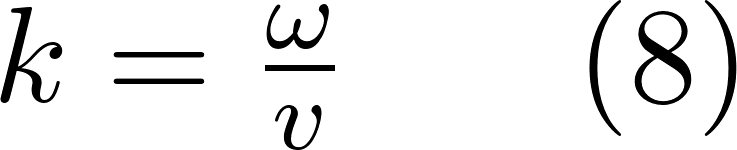 k = ω/v (8)